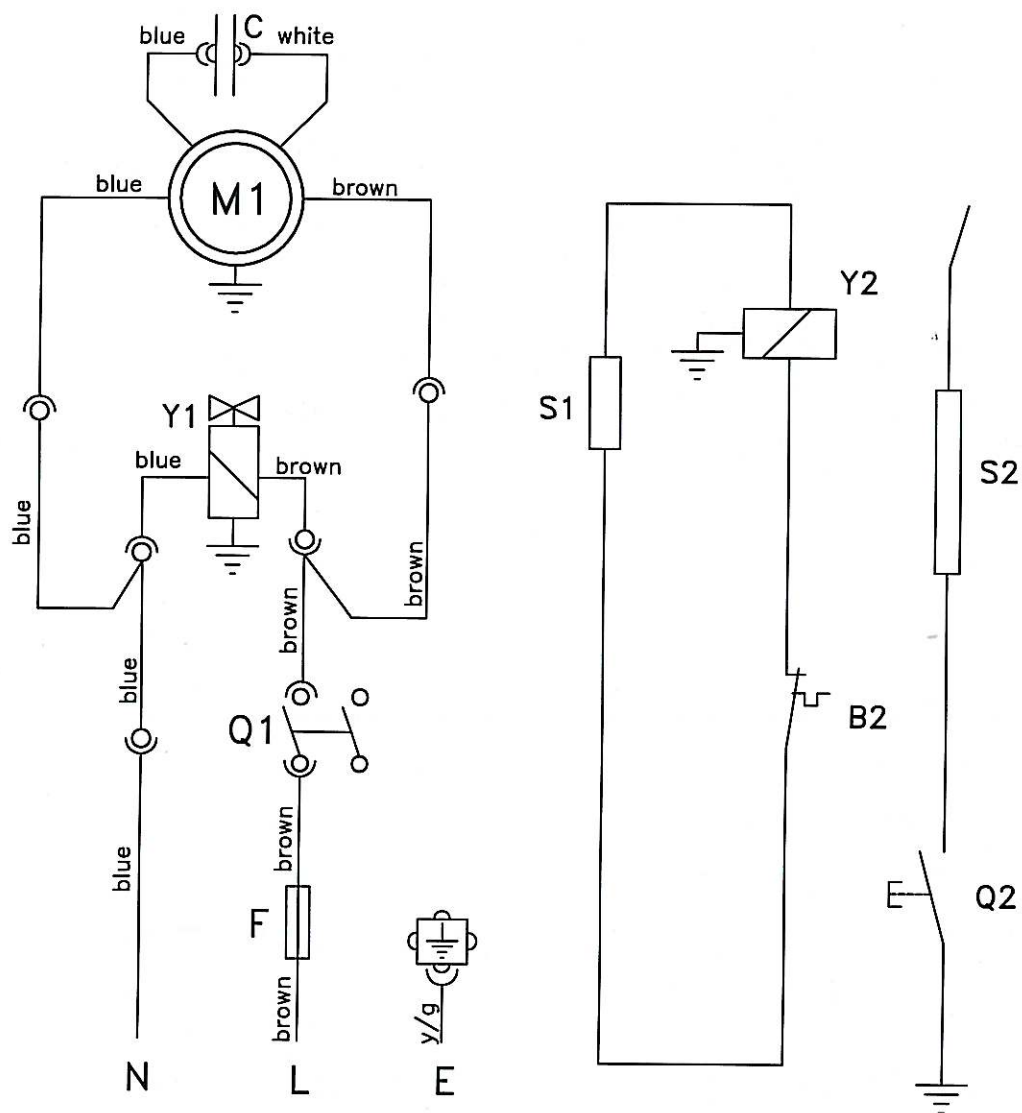 blue
C
white
blue
M1
brown
Y2
S1
Y1
blue
brown
S2
blue
brown
brown
blue
Q1
B2
blue
brown
Q2
F
brown
y/g
N
L
E